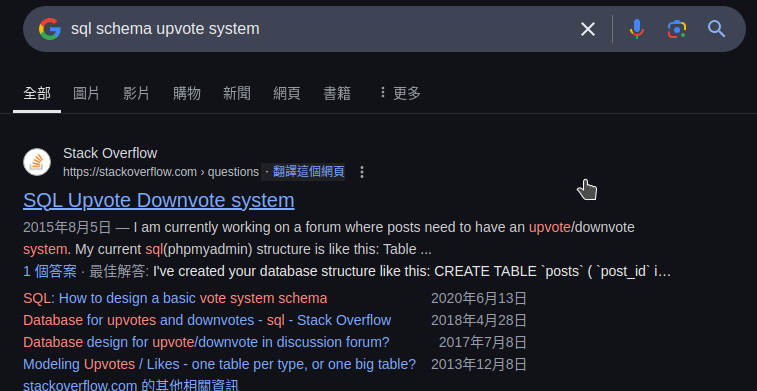 sql schema upvote system
全部 圖片 影片 購物 新聞 網頁 書籍 更多
Stack Overflow
https://stackoverflow.com › questions · 翻譯這個網頁
SQL Upvote Downvote system
2015年8月5日 — I am currently working on a forum where posts need to have an upvote/downvote
system. My current sql(phpmyadmin) structure is like this: Table ...
1 個答案 · 最佳解答: I've created your database structure like this: CREATE TABLE `posts` ( `post_id` i...
SQL: How to design a basic vote system schema 2020年6月13日
Database for upvotes and downvotes - sql - Stack Overflow 2018年4月28日
Database design for upvote/downvote in discussion forum? 2017年7月8日
Modeling Upvotes / Likes - one table per type, or one big table? 2013年12月8日
stackoverflow.com 的其他相關資訊